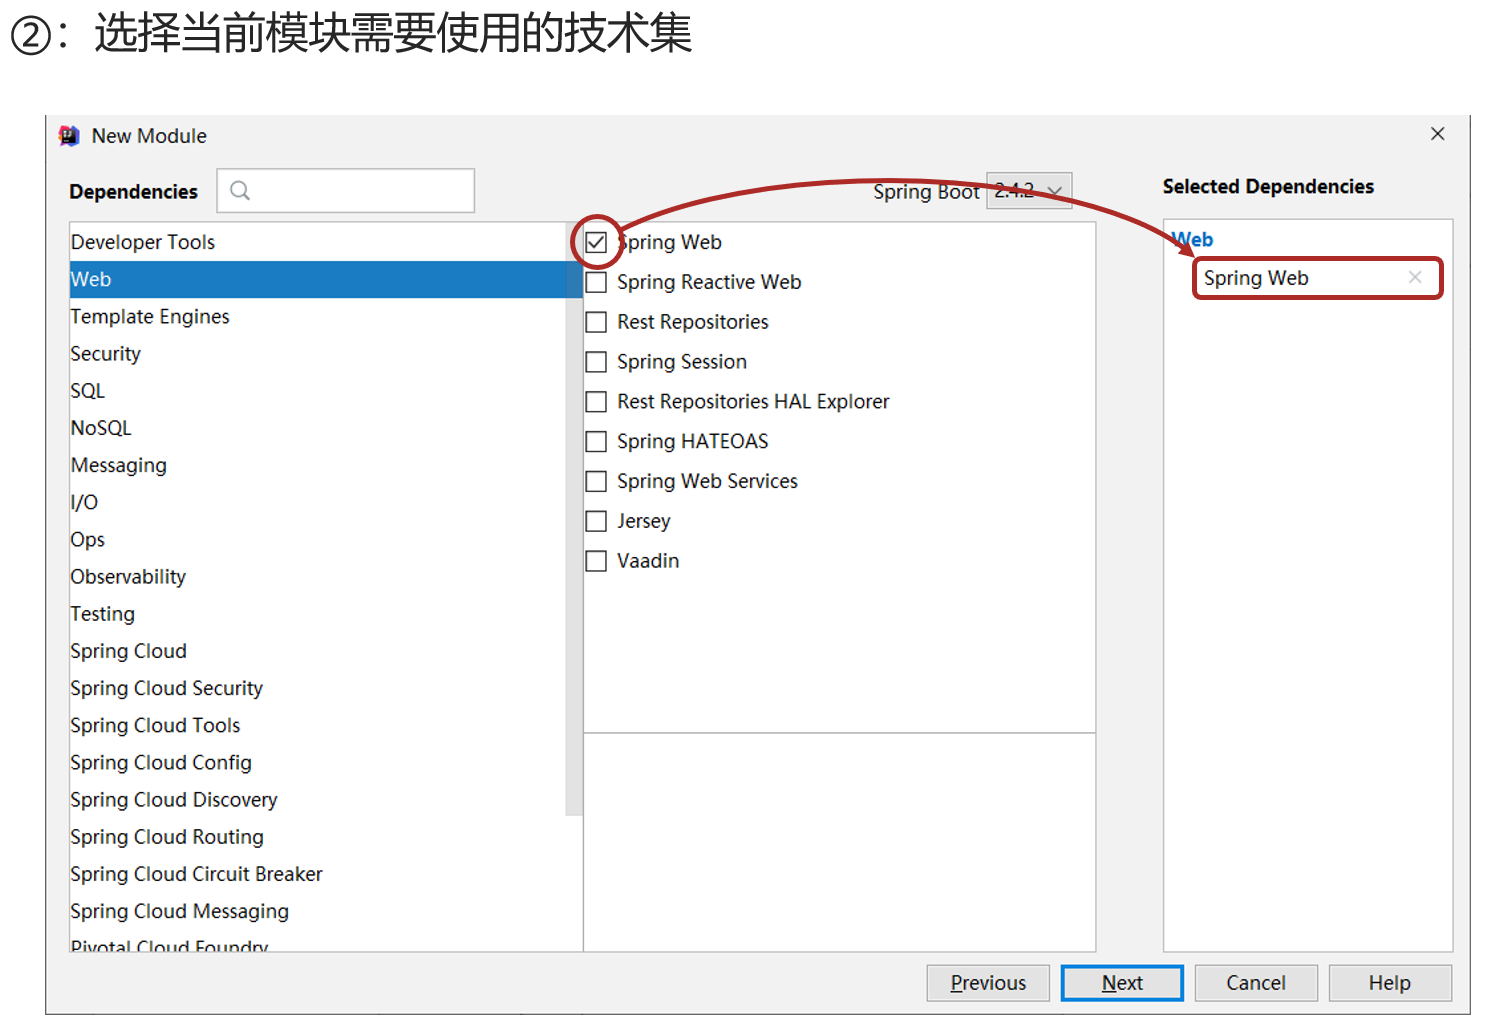 ②：选择当前模块需要使用的技术集
New Module
Dependencies
Spring Boot 2.4.2
Selected Dependencies
Developer Tools
Web
Template Engines
Security
SQL
NoSQL
Messaging
I/O
Ops
Observability
Testing
Spring Cloud
Spring Cloud Security
Spring Cloud Tools
Spring Cloud Config
Spring Cloud Discovery
Spring Cloud Routing
Spring Cloud Circuit Breaker
Spring Cloud Messaging
Pivotal Cloud Foundry
Spring Web
Spring Reactive Web
Rest Repositories
Spring Session
Rest Repositories HAL Explorer
Spring HATEOAS
Spring Web Services
Jersey
Vaadin
Web
Spring Web
Previous
Next
Cancel
Help